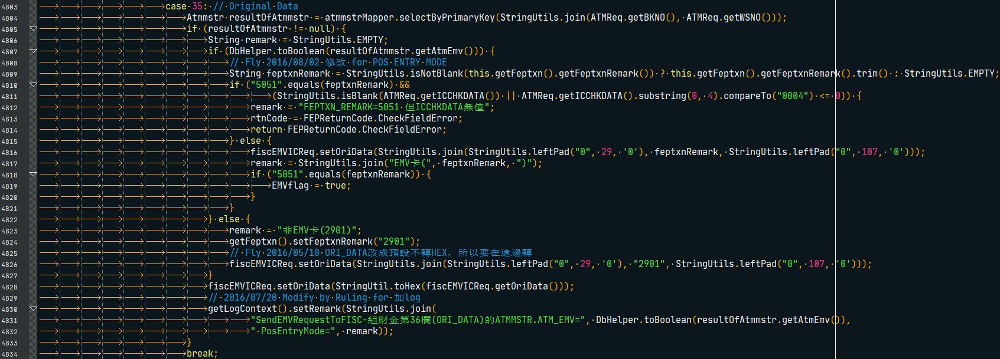 4803 case 35: // Original Data
4804 Atmmstr resultOfAtmmstr = atmmstrMapper.selectByPrimaryKey(StringUtils.join(ATMReq.getBKNO(), ATMReq.getWSNO()));
4805 if (resultOfAtmmstr != null) {
4806 String remark = StringUtils.EMPTY;
4807 if (DbHelper.toBoolean(resultOfAtmmstr.getAtmEmv())) {
4808 // Fly 2016/08/02 修改 for POS ENTRY MODE
4809 String feptxnRemark = StringUtils.isNotBlank(this.getFeptxn().getFeptxnRemark()) ? this.getFeptxn().getFeptxnRemark().trim() : StringUtils.EMPTY;
4810 if ("5051".equals(feptxnRemark) &&
4811 (StringUtils.isBlank(ATMReq.getICCHKDATA()) || ATMReq.getICCHKDATA().substring(0, 4).compareTo("0004") <= 0)) {
4812 remark = "FEPTXN_REMARK=5051 但ICCHKDATA無值";
4813 rtnCode = FEPReturnCode.CheckFieldError;
4814 return FEPReturnCode.CheckFieldError;
4815 } else {
4816 fiscEMVICReq.setOriData(StringUtils.join(StringUtils.leftPad("0", 29, '0'), feptxnRemark, StringUtils.leftPad("0", 107, '0')));
4817 remark = StringUtils.join("EMV卡(", feptxnRemark, ")");
4818 if ("5051".equals(feptxnRemark)) {
4819 EMVflag = true;
4820 }
4821 }
4822 } else {
4823 remark = "非EMV卡(2901)";
4824 getFeptxn().setFeptxnRemark("2901");
4825 // Fly 2016/05/10 ORI_DATA改成預設不轉HEX, 所以要在這邊轉
4826 fiscEMVICReq.setOriData(StringUtils.join(StringUtils.leftPad("0", 29, '0'), "2901", StringUtils.leftPad("0", 107, '0')));
4827 }
4828 fiscEMVICReq.setOriData(StringUtil.toHex(fiscEMVICReq.getOriData()));
4829 // 2016/07/20 Modify by Ruling for 加log
4830 getLogContext().setRemark(StringUtils.join(
4831 "SendEMVRequestToFISC-組財金第36欄(ORI_DATA)的ATMMSTR.ATM_EMV=", DbHelper.toBoolean(resultOfAtmmstr.getAtmEmv()),
4832 " PosEntryMode=", remark));
4833 }
4834 break;